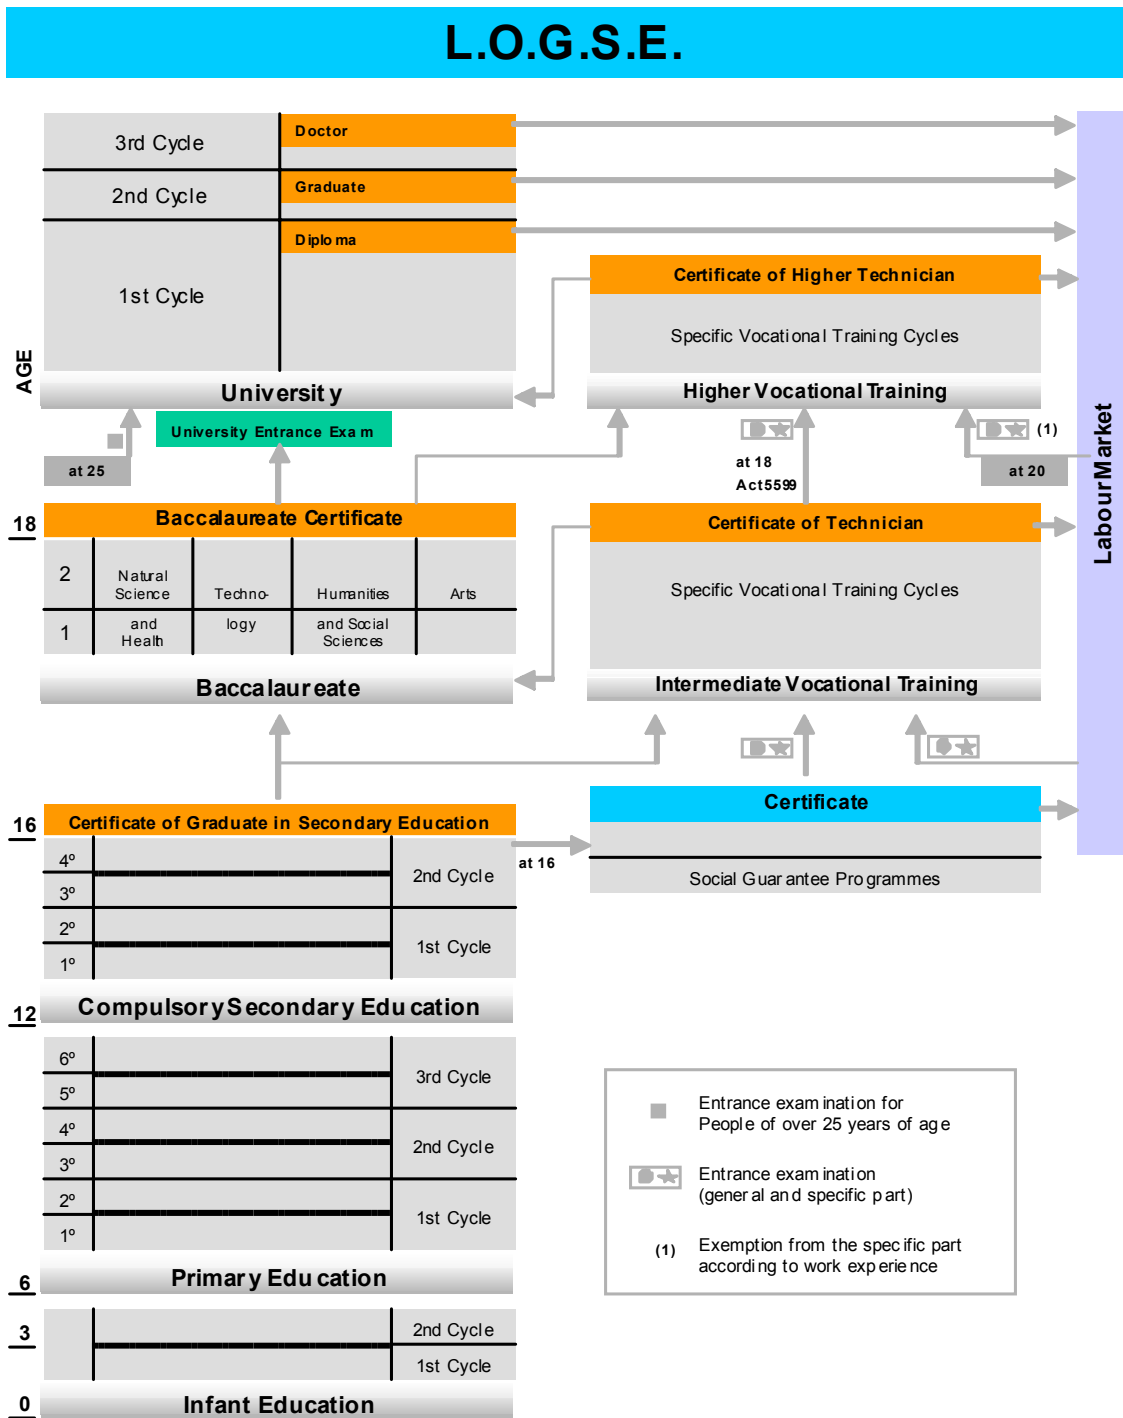 L.O.G.S.E.
3rd Cycle
Doctor
2nd Cycle
Graduate
Diploma
1st Cycle
University
AGE
University Entrance Exam
at 25
Certificate of Higher Technician
Specific Vocational Training Cycles
Higher Vocational Training
(1)
at 18
Act5599
at 20
Labour Market
18
Baccalaureate Certificate
2
1
Natural
Science
and
Health
Techno-
logy
Humanities
and Social
Sciences
Arts
Baccalaureate
Certificate of Technician
Specific Vocational Training Cycles
Intermediate Vocational Training
16
Certificate of Graduate in Secondary Education
4º
3º
2nd Cycle
2º
1º
1st Cycle
at 16
Certificate
Social Guarantee Programmes
12
Compulsory Secondary Education
6º
5º
3rd Cycle
4º
3º
2nd Cycle
2º
1º
1st Cycle
6
Primary Education
3
2nd Cycle
1st Cycle
0
Infant Education
Entrance examination for
People of over 25 years of age
Entrance examination
(general and specific part)
(1)
Exemption from the specific part
according to work experience